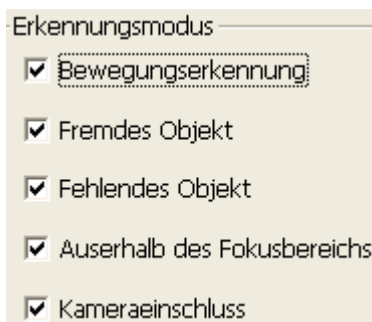 Erkennungsmodus
Bewegungserkennung
Fremdes Objekt
Fehlendes Objekt
Auserhalb des Fokusbereichs
Kameraeinschluss